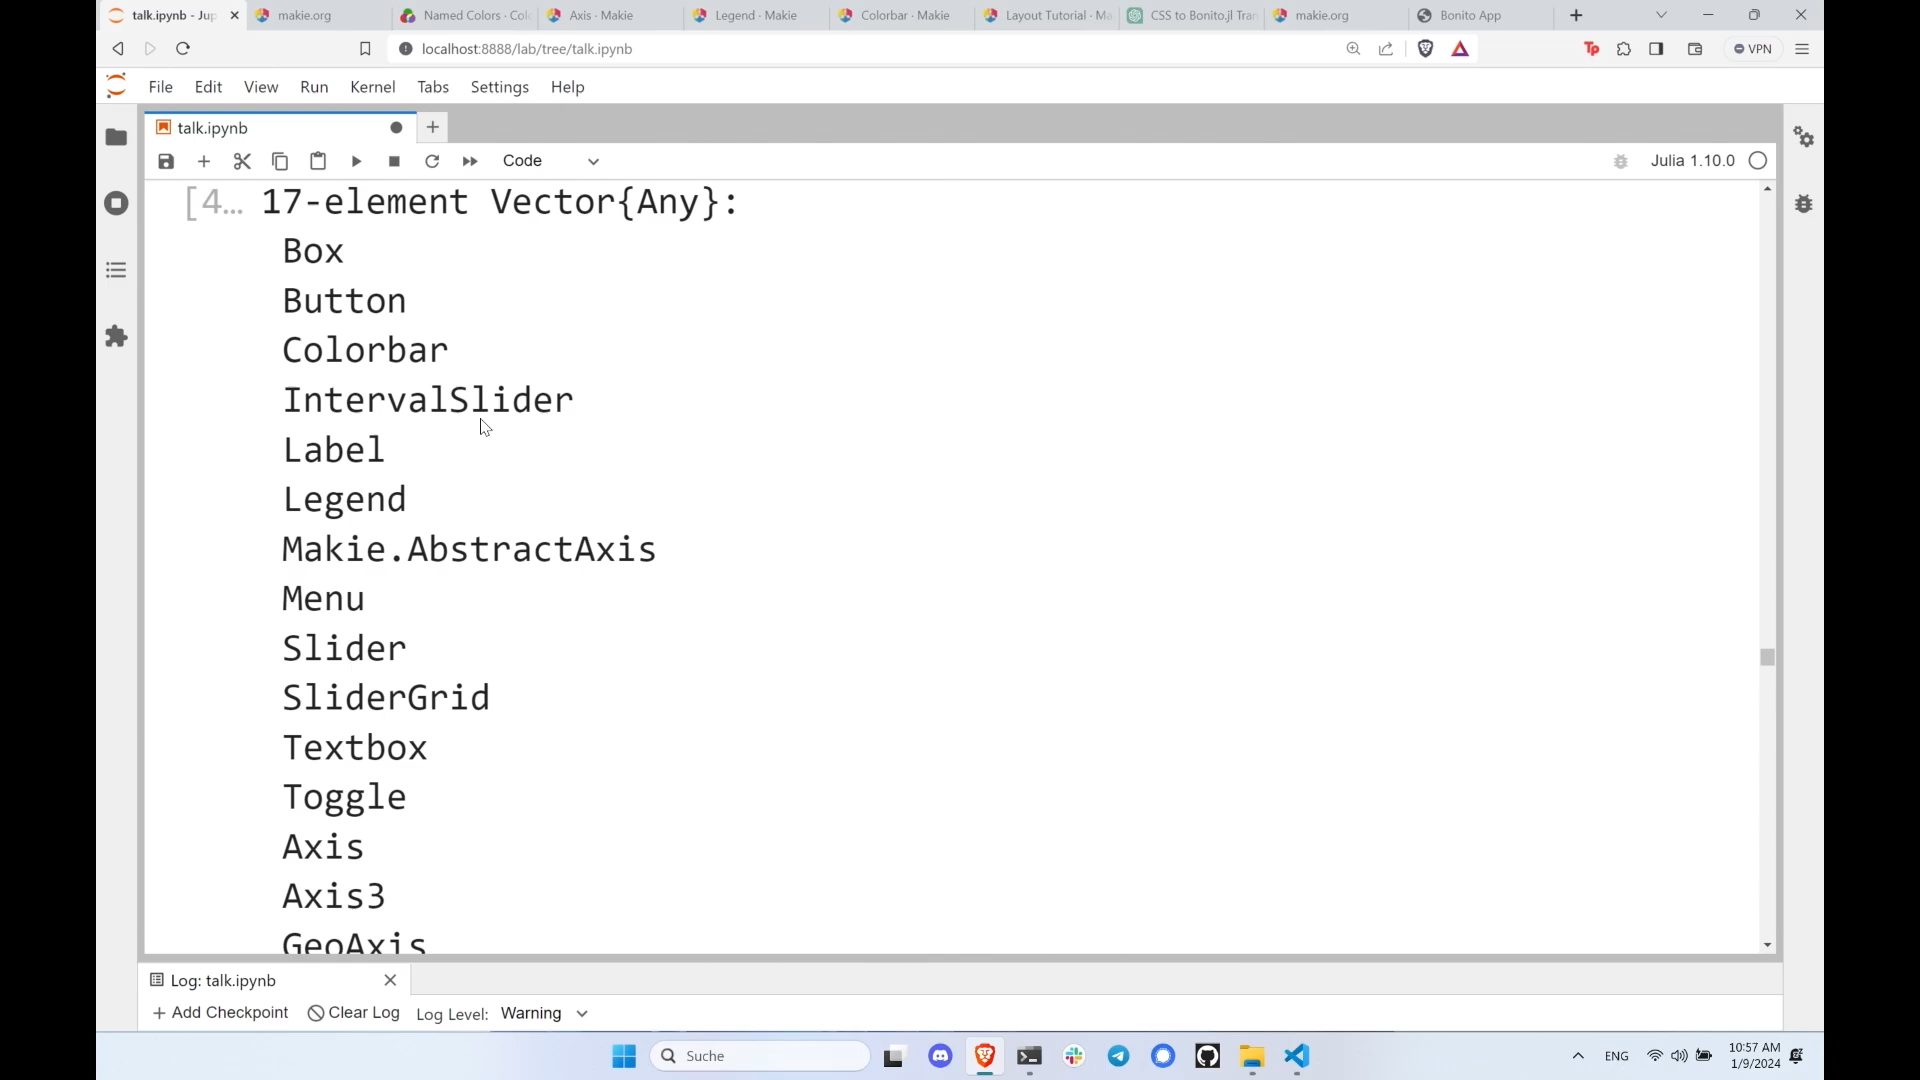 talk.ipynb - Jup
makie.org
Named Colors · Colo
Axis · Makie
Legend · Makie
Colorbar · Makie
Layout Tutorial · Ma
CSS to Bonito.jl Tran
makie.org
Bonito App
localhost:8888/lab/tree/talk.ipynb
Tp
VPN
File Edit View Run Kernel Tabs Settings Help
talk.ipynb
Code
Julia 1.10.0
[4… 17-element Vector{Any}:
Box
Button
Colorbar
IntervalSlider
Label
Legend
Makie.AbstractAxis
Menu
Slider
SliderGrid
Textbox
Toggle
Axis
Axis3
GeoAxis
Log: talk.ipynb
+ Add Checkpoint Clear Log Log Level: Warning
Suche
ENG
10:57 AM
1/9/2024